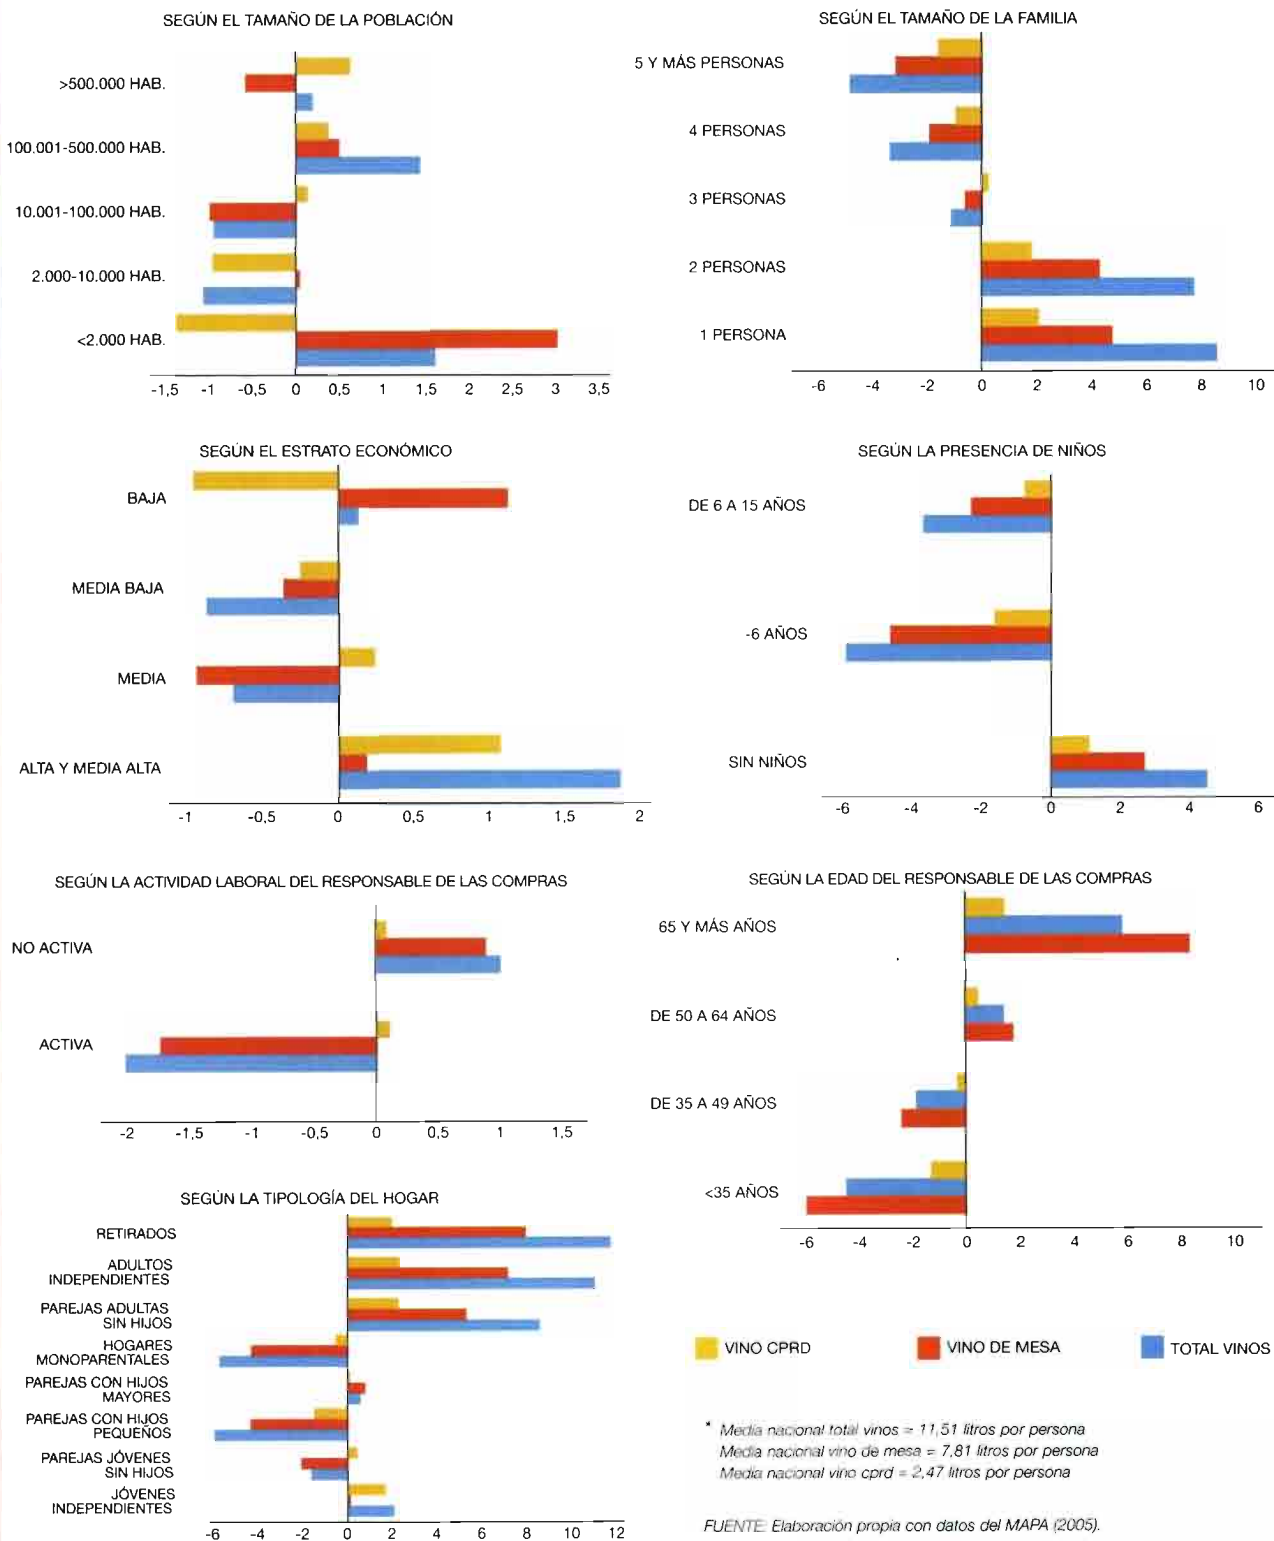 SEGÚN EL TAMAÑO DE LA POBLACIÓN
>500.000 HAB.
100.001-500.000 HAB.
10.001-100.000 HAB.
2.000-10.000 HAB.
<2.000 HAB.
-1,5 -1 -0,5 0 0,5 1 1,5 2 2,5 3 3,5
SEGÚN EL TAMAÑO DE LA FAMILIA
5 Y MÁS PERSONAS
4 PERSONAS
3 PERSONAS
2 PERSONAS
1 PERSONA
-6 -4 -2 0 2 4 6 8 10
SEGÚN EL ESTRATO ECONÓMICO
BAJA
MEDIA BAJA
MEDIA
ALTA Y MEDIA ALTA
-1 -0,5 0 0,5 1 1,5 2
SEGÚN LA PRESENCIA DE NIÑOS
DE 6 A 15 AÑOS
-6 AÑOS
SIN NIÑOS
-6 -4 -2 0 2 4 6
SEGÚN LA ACTIVIDAD LABORAL DEL RESPONSABLE DE LAS COMPRAS
NO ACTIVA
ACTIVA
-2 -1,5 -1 -0,5 0 0,5 1 1,5
SEGÚN LA EDAD DEL RESPONSABLE DE LAS COMPRAS
65 Y MÁS AÑOS
DE 50 A 64 AÑOS
DE 35 A 49 AÑOS
<35 AÑOS
-6 -4 -2 0 2 4 6 8 10
SEGÚN LA TIPOLOGÍA DEL HOGAR
RETIRADOS
ADULTOS
INDEPENDIENTES
PAREJAS ADULTAS
SIN HIJOS
HOGARES
MONOPARENTALES
PAREJAS CON HIJOS
MAYORES
PAREJAS CON HIJOS
PEQUEÑOS
PAREJAS JÓVENES
SIN HIJOS
JÓVENES
INDEPENDIENTES
-6 -4 -2 0 2 4 6 8 10 12
VINO CPRD
VINO DE MESA
TOTAL VINOS
* Media nacional total vinos = 11,51 litros por persona
Media nacional vino de mesa = 7,81 litros por persona
Media nacional vino cprd = 2,47 litros por persona
FUENTE: Elaboración propia con datos del MAPA (2005).